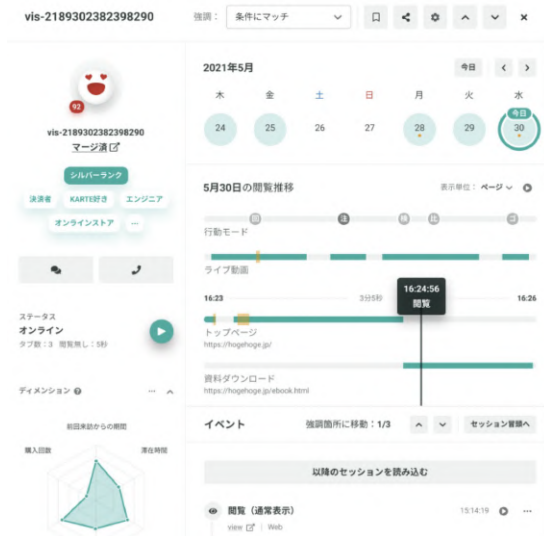 vis-2189302382398290
強調： 条件にマッチ
92
vis-2189302382398290
マージ済
シルバーランク
決済者 KARTE好き エンジニア
オンラインストア …
ステータス
オンライン
タブ数：3 閲覧無し：5秒
ディメンション
…
前回来訪からの期間
購入回数 滞在時間
2021年5月
今日
木 金 土 日 月 火 水
今日
24 25 26 27 28 29 30
5月30日の閲覧推移
表示単位： ページ
回 注 検 比 ゴ
行動モード
ライブ動画
16:24:56
閲覧
16:23 3分5秒 16:26
トップページ
https://hogehoge.jp/
資料ダウンロード
https://hogehoge.jp/ebook.html
イベント 強調箇所に移動：1/3 セッション冒頭へ
以降のセッションを読み込む
閲覧（通常表示） 15:14:19 …
view | Web